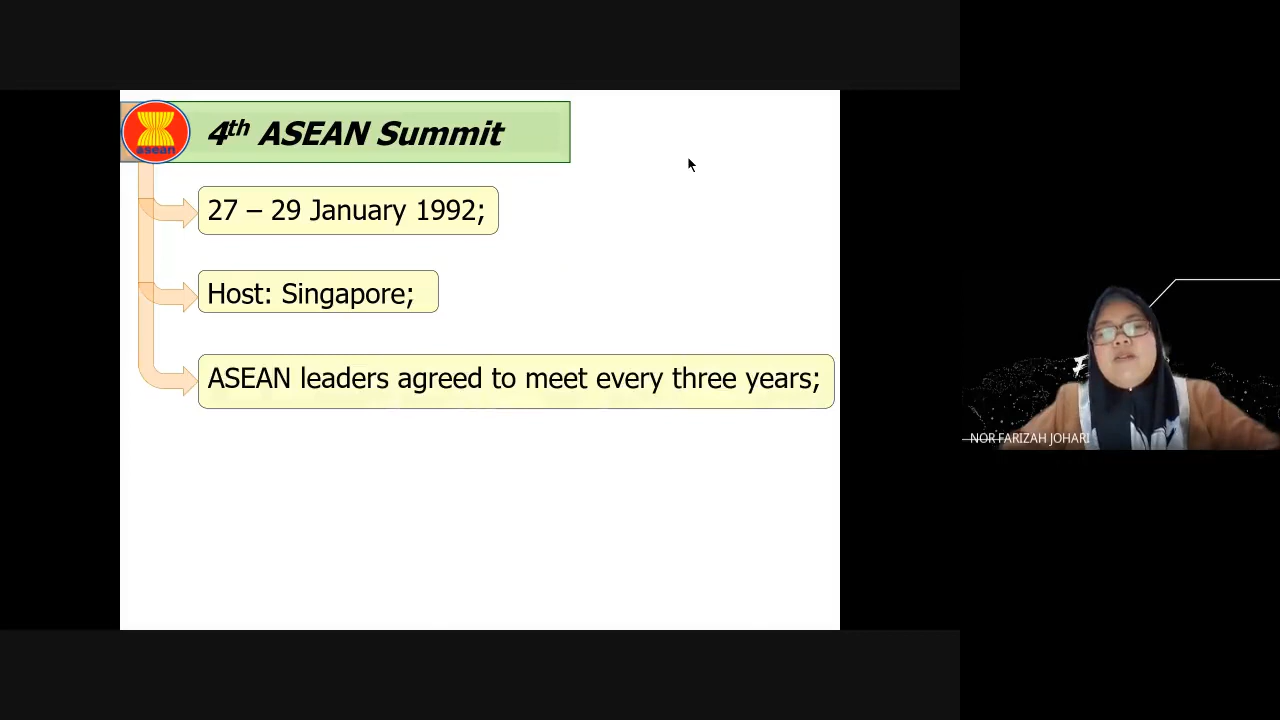 4th ASEAN Summit
asean
27 – 29 January 1992;
Host: Singapore;
ASEAN leaders agreed to meet every three years;
NOR FARIZAH JOHARI